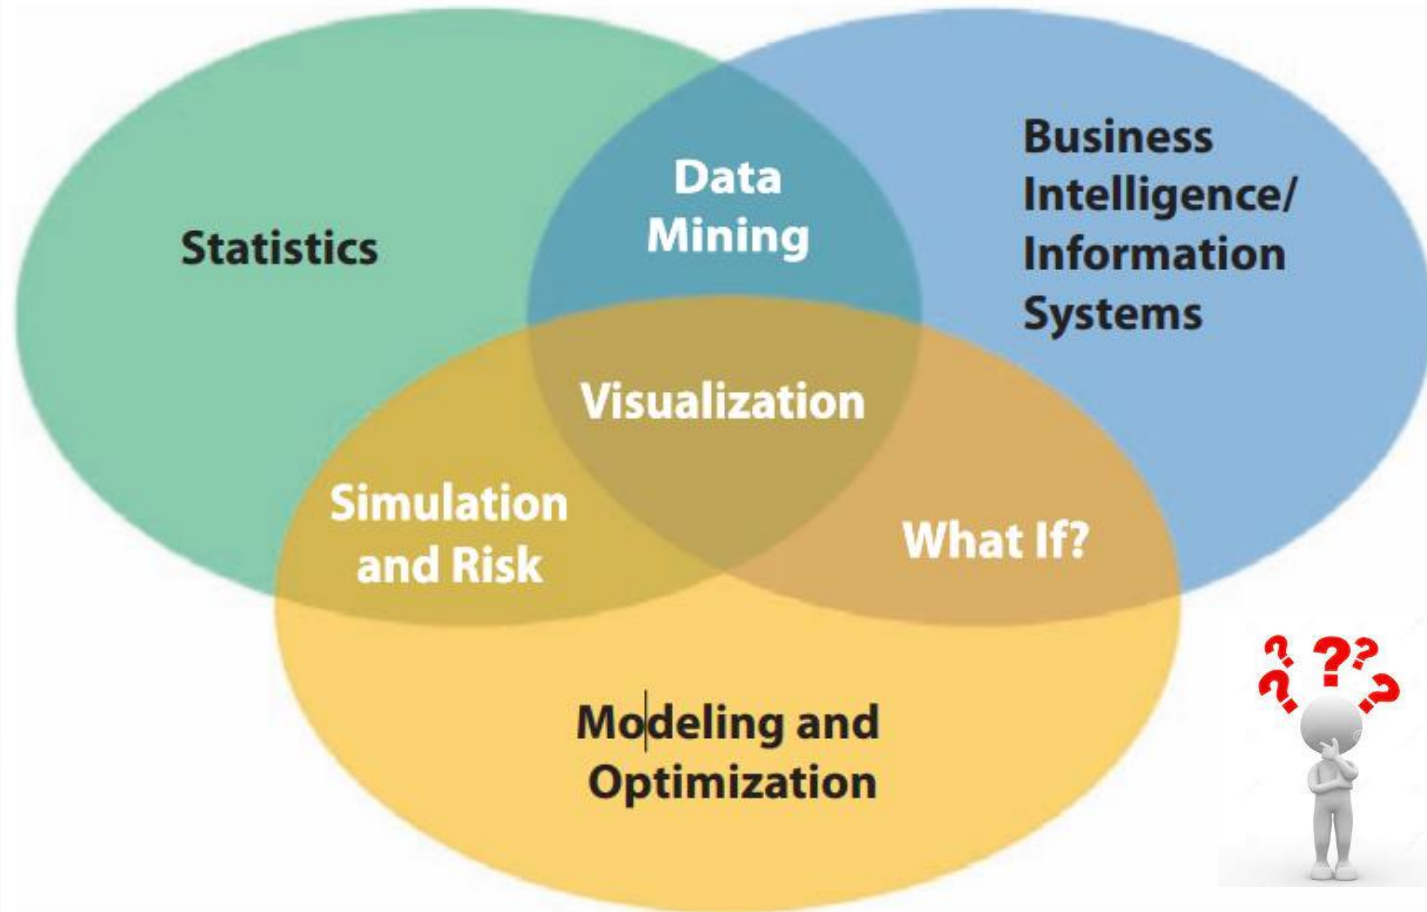 Data
Mining
Business
Intelligence/
Information
Systems
Statistics
Visualization
Simulation
and Risk
What If?
Modeling and
Optimization
? ? ? ? ?